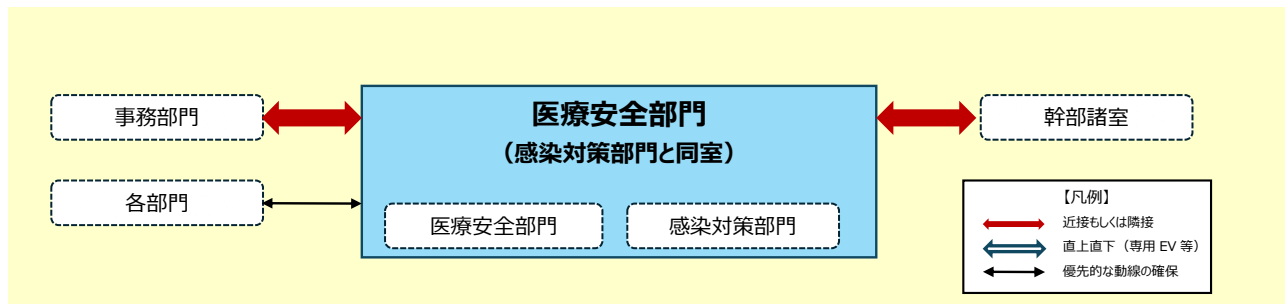 医療安全部門
（感染対策部門と同室）
事務部門
幹部諸室
各部門
医療安全部門
感染対策部門
【凡例】
近接もしくは隣接
直上直下（専用 EV 等）
優先的な動線の確保